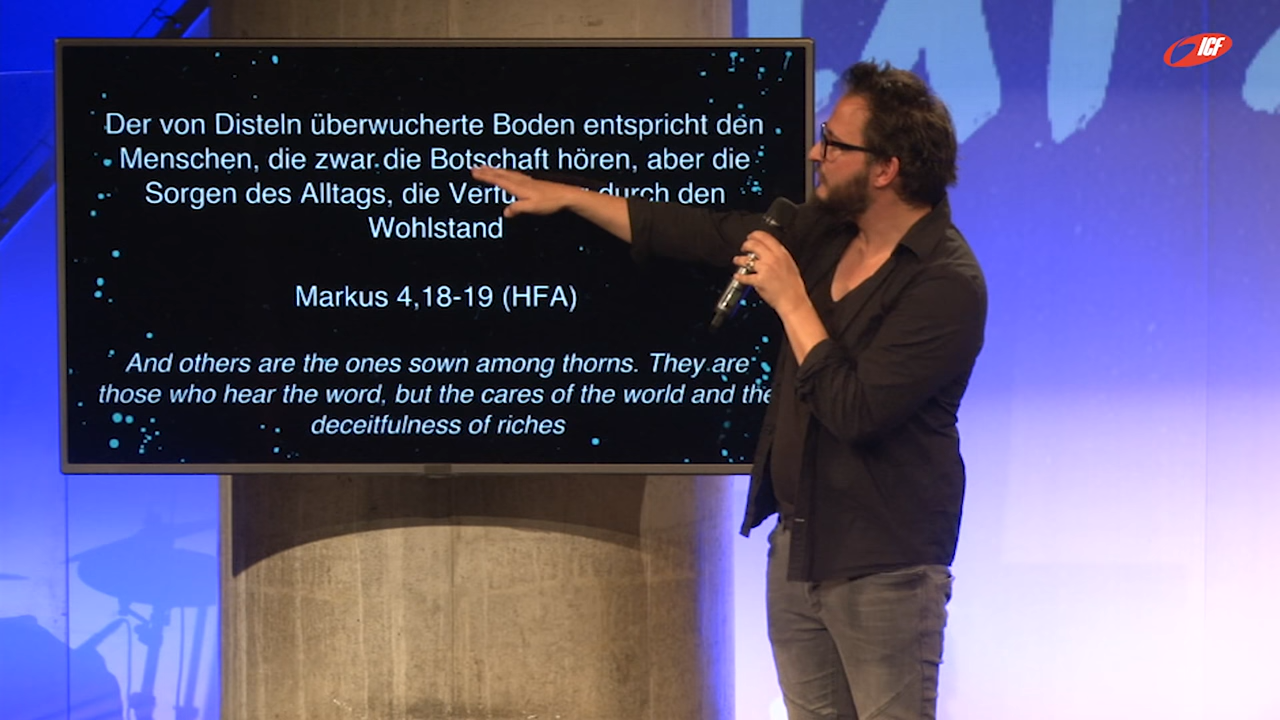 ICF
Der von Disteln überwucherte Boden entspricht den
Menschen, die zwar die Botschaft hören, aber die
Sorgen des Alltags, die durch den
Wohlstand
Markus 4,18-19 (HFA)
And others are the ones sown among thorns. They are
those who hear the word, but the cares of the world and the
deceitfulness of riches